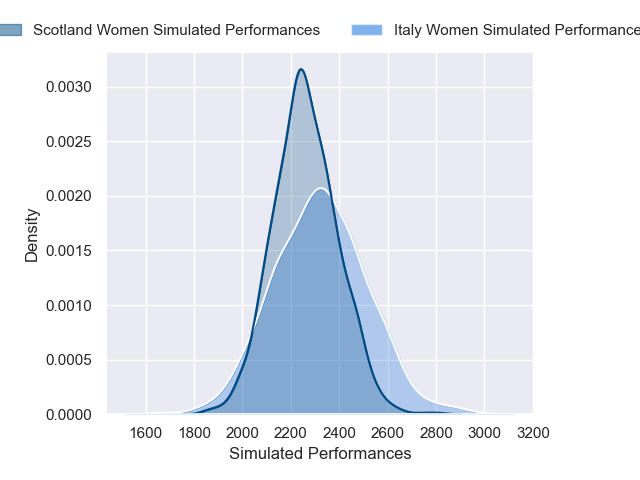 Scotland Women Simulated Performances
Italy Women Simulated Performance
0.0030
0.0025
0.0020
0.0015
0.0010
0.0005
0.0000
Density
1600 1800 2000 2200 2400 2600 2800 3000 3200
Simulated Performances